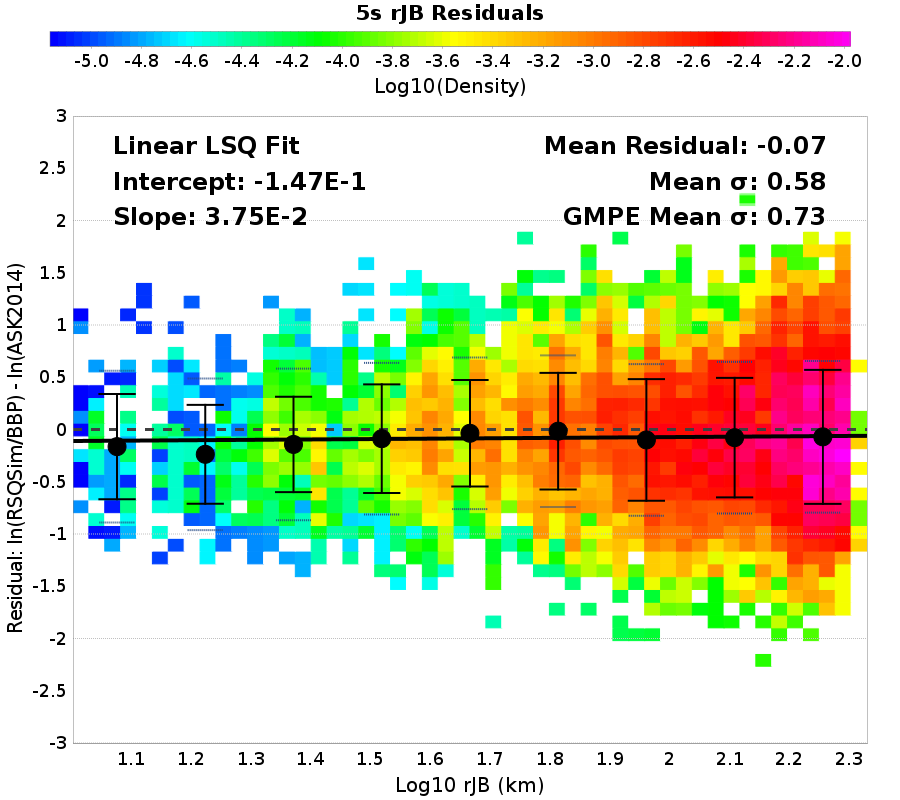 5s rJB Residuals
-5.0 -4.8 -4.6 -4.4 -4.2 -4.0 -3.8 -3.6 -3.4 -3.2 -3.0 -2.8 -2.6 -2.4 -2.2 -2.0
Log10(Density)
Linear LSQ Fit
Intercept: -1.47E-1
Slope: 3.75E-2
Mean Residual: -0.07
Mean σ: 0.58
GMPE Mean σ: 0.73
Residual: ln(RSQSim/BBP) - ln(ASK2014)
3
2.5
2
1.5
1
0.5
0
-0.5
-1
-1.5
-2
-2.5
-3
1.1 1.2 1.3 1.4 1.5 1.6 1.7 1.8 1.9 2 2.1 2.2 2.3
Log10 rJB (km)